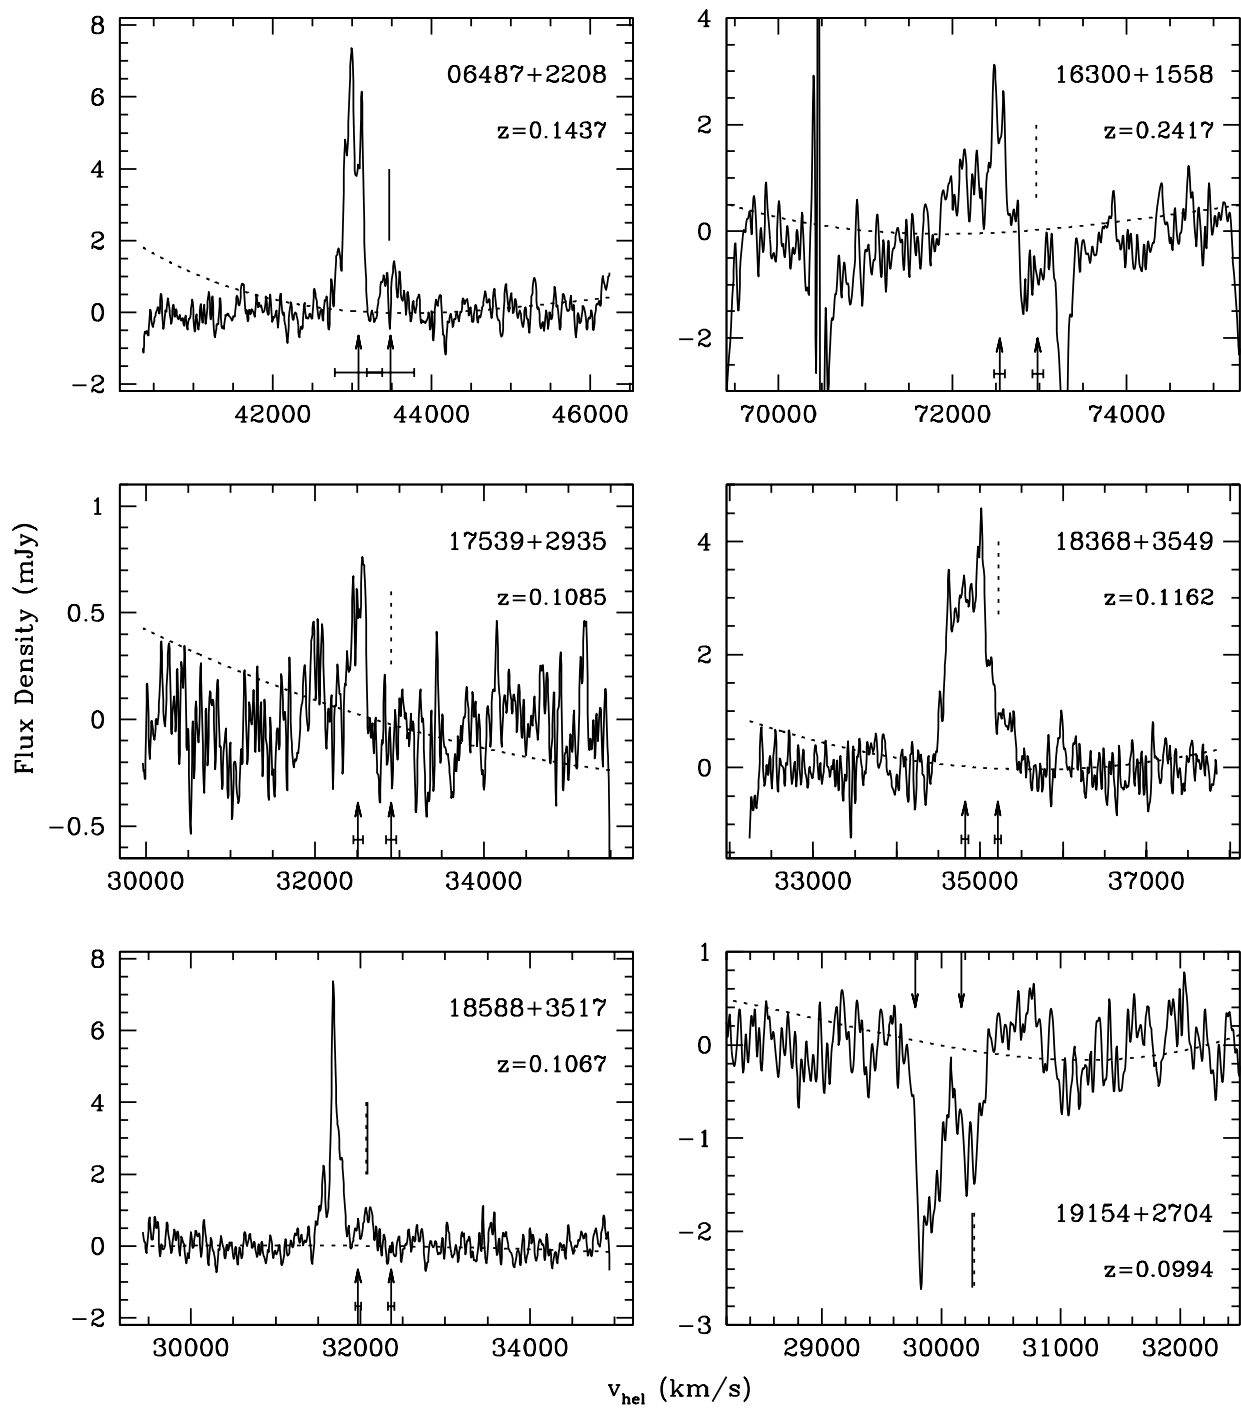 8
6
4
2
0
−2
06487+2208
z=0.1437
42000 44000 46000
4
2
0
−2
16300+1558
z=0.2417
70000 72000 74000
1
0.5
0
−0.5
17539+2935
z=0.1085
30000 32000 34000
4
2
0
18368+3549
z=0.1162
33000 35000 37000
8
6
4
2
0
−2
18588+3517
z=0.1067
30000 32000 34000
1
0
−1
−2
−3
19154+2704
z=0.0994
29000 30000 31000 32000
Flux Density (mJy)
vhel (km/s)